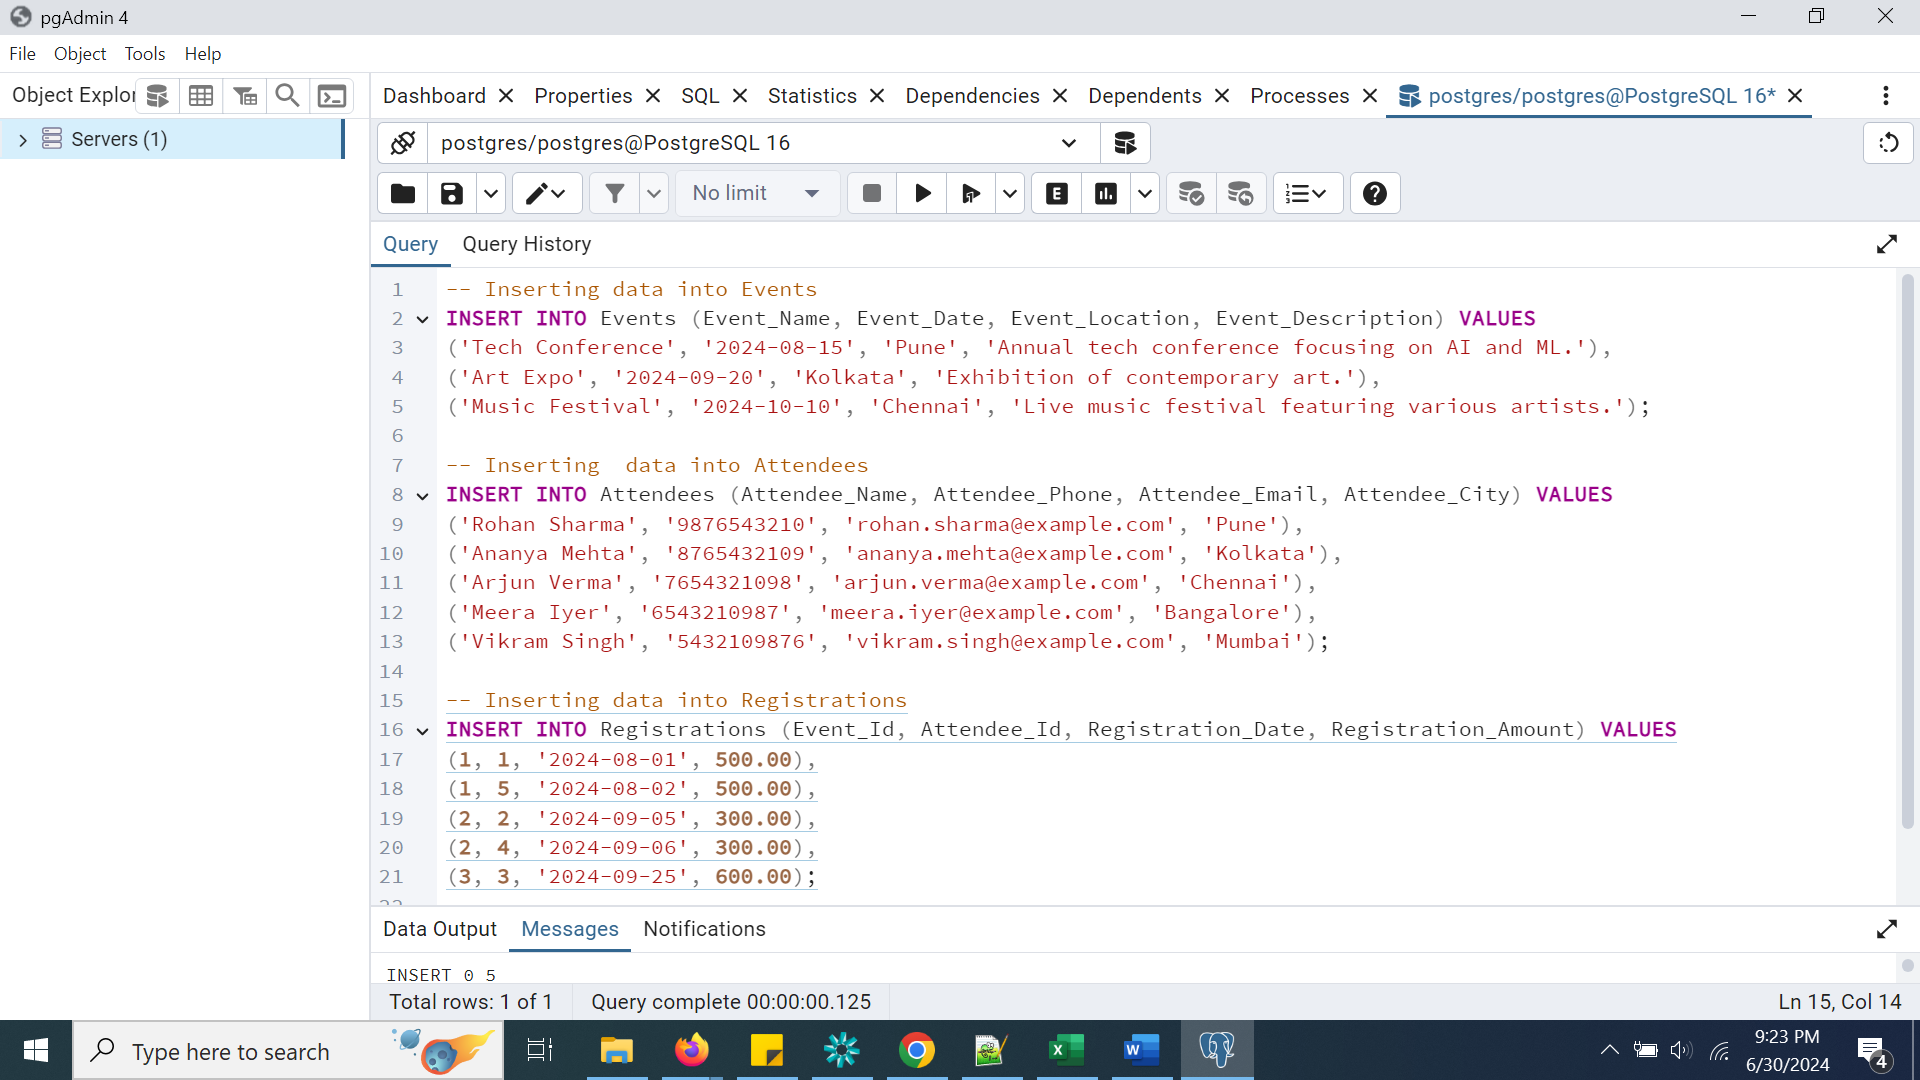 pgAdmin 4
File Object Tools Help
Object Explor
Dashboard Properties SQL Statistics Dependencies Dependents Processes postgres/postgres@PostgreSQL 16*
Servers (1)
postgres/postgres@PostgreSQL 16
No limit E
Query Query History
1 -- Inserting data into Events
2 INSERT INTO Events (Event_Name, Event_Date, Event_Location, Event_Description) VALUES
3 ('Tech Conference', '2024-08-15', 'Pune', 'Annual tech conference focusing on AI and ML.'),
4 ('Art Expo', '2024-09-20', 'Kolkata', 'Exhibition of contemporary art.'),
5 ('Music Festival', '2024-10-10', 'Chennai', 'Live music festival featuring various artists.');
6
7 -- Inserting  data into Attendees
8 INSERT INTO Attendees (Attendee_Name, Attendee_Phone, Attendee_Email, Attendee_City) VALUES
9 ('Rohan Sharma', '9876543210', 'rohan.sharma@example.com', 'Pune'),
10 ('Ananya Mehta', '8765432109', 'ananya.mehta@example.com', 'Kolkata'),
11 ('Arjun Verma', '7654321098', 'arjun.verma@example.com', 'Chennai'),
12 ('Meera Iyer', '6543210987', 'meera.iyer@example.com', 'Bangalore'),
13 ('Vikram Singh', '5432109876', 'vikram.singh@example.com', 'Mumbai');
14
15 -- Inserting data into Registrations
16 INSERT INTO Registrations (Event_Id, Attendee_Id, Registration_Date, Registration_Amount) VALUES
17 (1, 1, '2024-08-01', 500.00),
18 (1, 5, '2024-08-02', 500.00),
19 (2, 2, '2024-09-05', 300.00),
20 (2, 4, '2024-09-06', 300.00),
21 (3, 3, '2024-09-25', 600.00);
Data Output Messages Notifications
INSERT 0 5
Total rows: 1 of 1 Query complete 00:00:00.125 Ln 15, Col 14
Type here to search
9:23 PM
6/30/2024
4